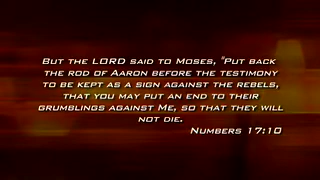 But the LORD said to Moses, "Put back
the rod of Aaron before the testimony
to be kept as a sign against the rebels,
that you may put an end to their
grumblings against Me, so that they will
not die.
Numbers 17:10